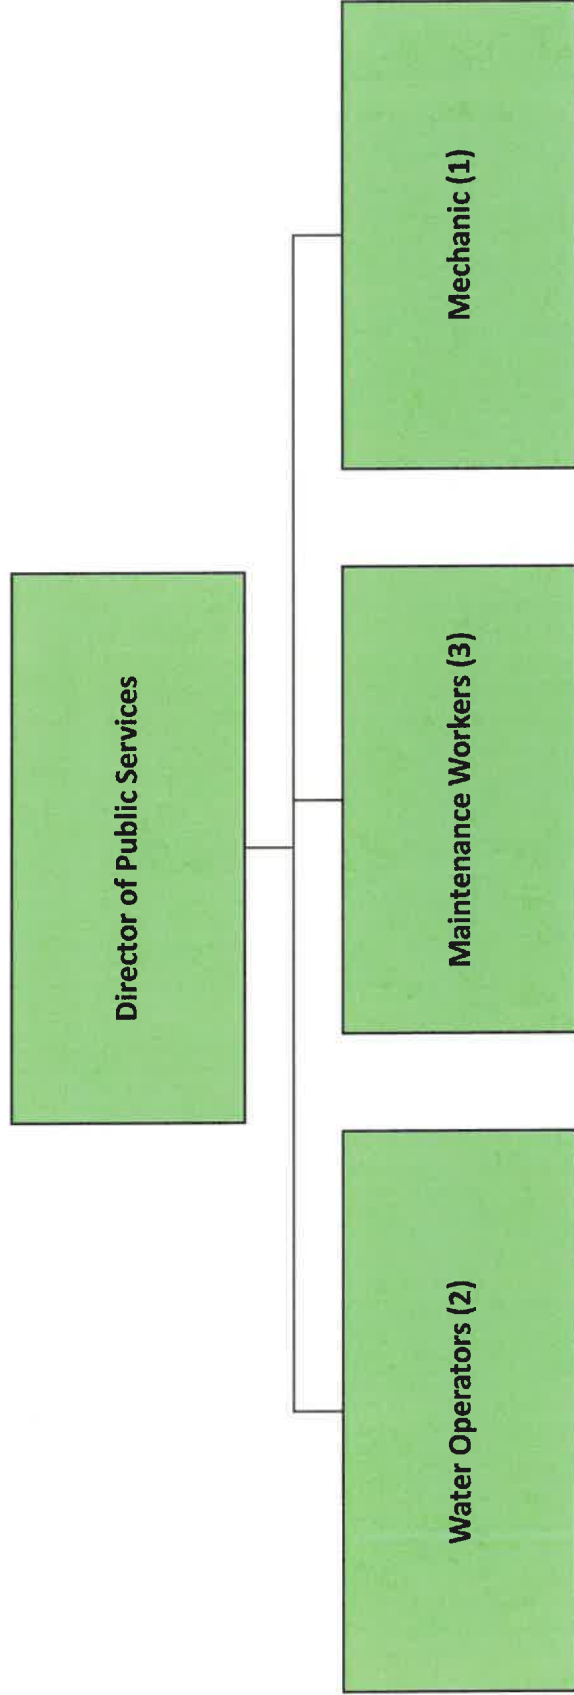 Director of Public Services
Water Operators (2)
Maintenance Workers (3)
Mechanic (1)